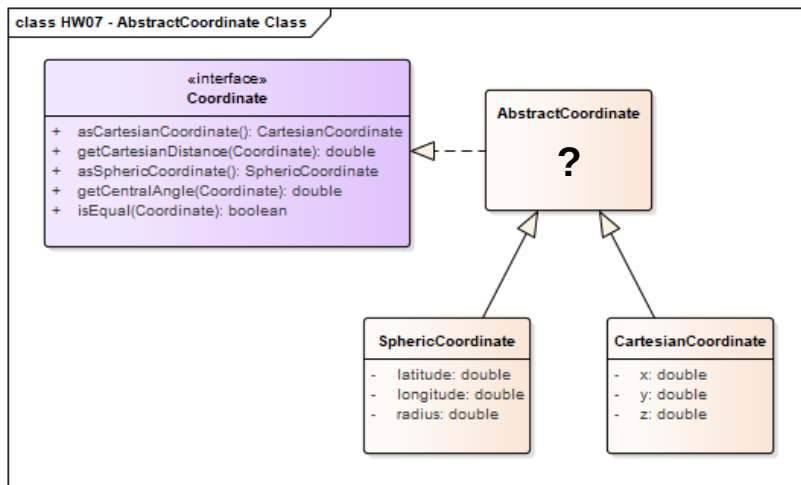 class HW07 - AbstractCoordinate Class
«interface»
Coordinate
+ asCartesianCoordinate(): CartesianCoordinate
+ getCartesianDistance(Coordinate): double
+ asSphericCoordinate(): SphericCoordinate
+ getCentralAngle(Coordinate): double
+ isEqual(Coordinate): boolean
AbstractCoordinate
?
SphericCoordinate
- latitude: double
- longitude: double
- radius: double
CartesianCoordinate
- x: double
- y: double
- z: double